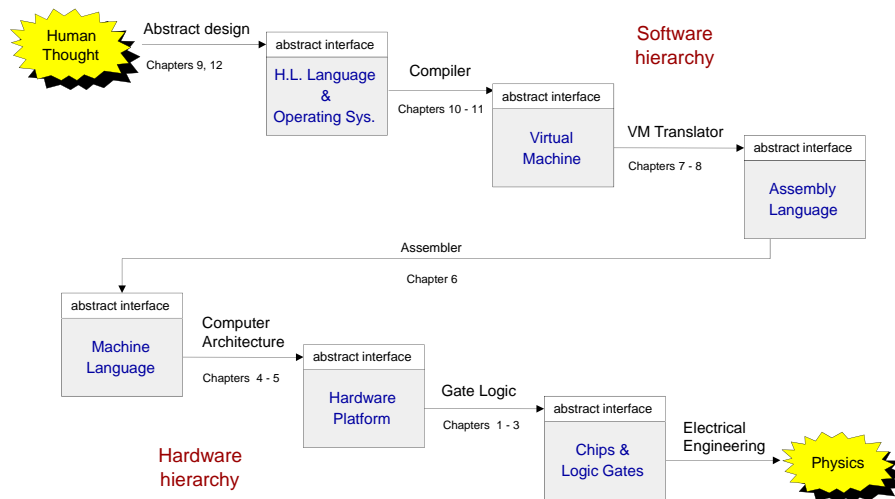 Human
Thought
Abstract design
Chapters 9, 12
abstract interface
H.L. Language
&
Operating Sys.
Software
hierarchy
Compiler
Chapters 10 - 11
abstract interface
Virtual
Machine
VM Translator
Chapters 7 - 8
abstract interface
Assembly
Language
Assembler
Chapter 6
abstract interface
Machine
Language
Computer
Architecture
Chapters 4 - 5
abstract interface
Hardware
Platform
Gate Logic
Chapters 1 - 3
abstract interface
Chips &
Logic Gates
Electrical
Engineering
Physics
Hardware
hierarchy